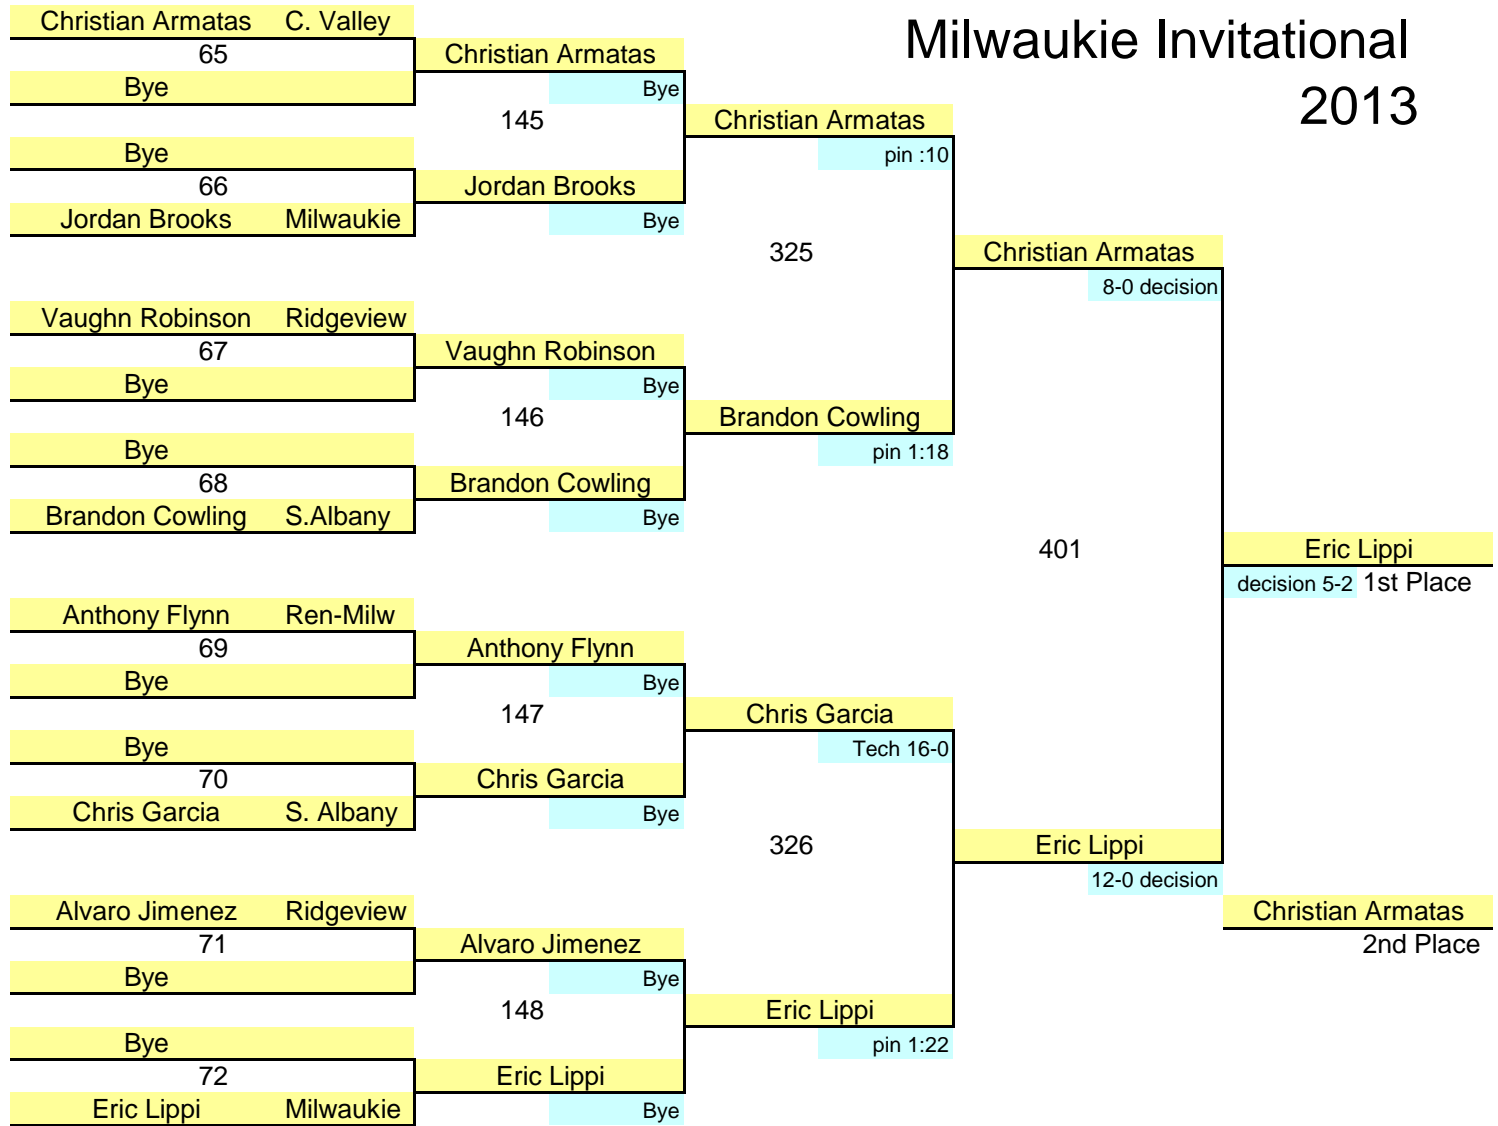 Milwaukie Invitational
2013
Christian Armatas C. Valley
65
Bye
Bye
66
Jordan Brooks Milwaukie
Vaughn Robinson Ridgeview
67
Bye
Bye
68
Brandon Cowling S.Albany
Anthony Flynn Ren-Milw
69
Bye
Bye
70
Chris Garcia S. Albany
Alvaro Jimenez Ridgeview
71
Bye
Bye
72
Eric Lippi Milwaukie
Christian Armatas
Bye
145
Jordan Brooks
Bye
Vaughn Robinson
Bye
146
Brandon Cowling
Bye
Anthony Flynn
Bye
147
Chris Garcia
Bye
Alvaro Jimenez
Bye
148
Eric Lippi
Bye
Christian Armatas
pin :10
325
Brandon Cowling
pin 1:18
Chris Garcia
Tech 16-0
326
Eric Lippi
pin 1:22
Christian Armatas
8-0 decision
401
Eric Lippi
12-0 decision
Eric Lippi
decision 5-2 1st Place
Christian Armatas
2nd Place